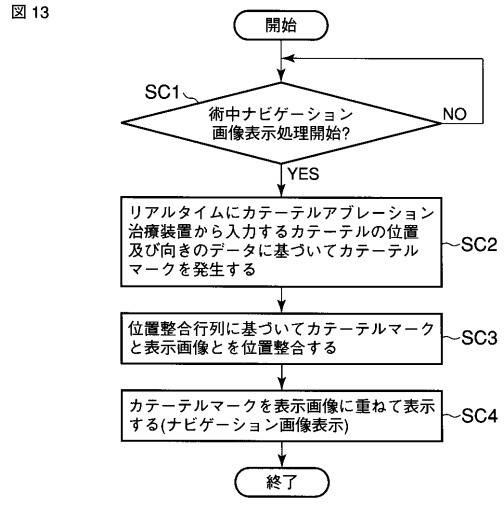 図 13
開始
SC1
術中ナビゲーション
画像表示処理開始?
NO
YES
リアルタイムにカテーテルアブレーション
治療装置から入力するカテーテルの位置
及び向きのデータに基づいてカテーテル
マークを発生する
SC2
位置整合行列に基づいてカテーテルマーク
と表示画像とを位置整合する
SC3
カテーテルマークを表示画像に重ねて表示
する(ナビゲーション画像表示)
SC4
終了